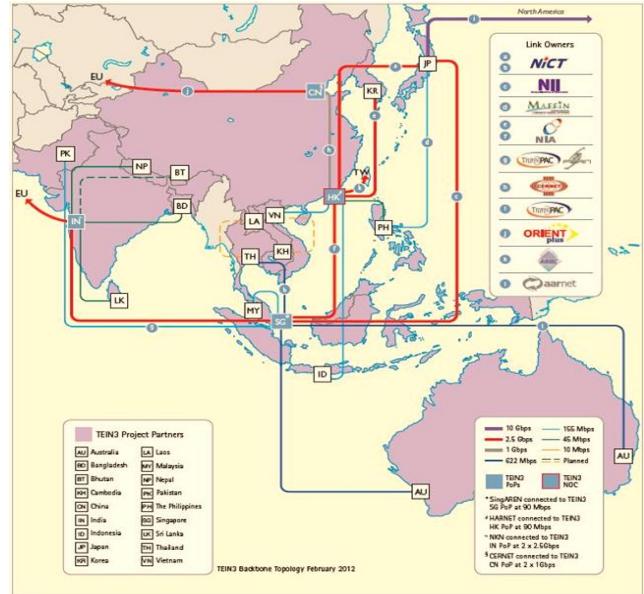 North America
i
JP
EU
j
CN
a
KR
e
PK
NP
BT
h
d
TW
k
EU
IN
BD
HK
c
LA
VN
f
PH
TH
KH
LK
MY
SG
g
ID
AU
AU
Link Owners
a
b
NiCT
c
NII
d
MAFFIN
e
f
NIA
g
TransPAC
h
CERNET
i
TransPAC
j
ORIENT
plus
k
l
aarnet
TEIN3 Project Partners
AU Australia
BD Bangladesh
BT Bhutan
KH Cambodia
CN China
IN India
ID Indonesia
JP Japan
KR Korea
LA Laos
MY Malaysia
NP Nepal
PK Pakistan
PH The Philippines
SG Singapore
LK Sri Lanka
TH Thailand
VN Vietnam
10 Gbps
2.5 Gbps
1 Gbps
622 Mbps
155 Mbps
45 Mbps
10 Mbps
Planned
TEIN3
PoPs
TEIN3
NOC
* SingAREN connected to TEIN3
SG PoP at 90 Mbps
# HARNET connected to TEIN3
HK PoP at 90 Mbps
~ NKN connected to TEIN3
IN PoP at 2 x 2.5Gbps
§ CERNET connected to TEIN3
CN PoP at 2 x 1Gbps
TEIN3 Backbone Topology February 2012